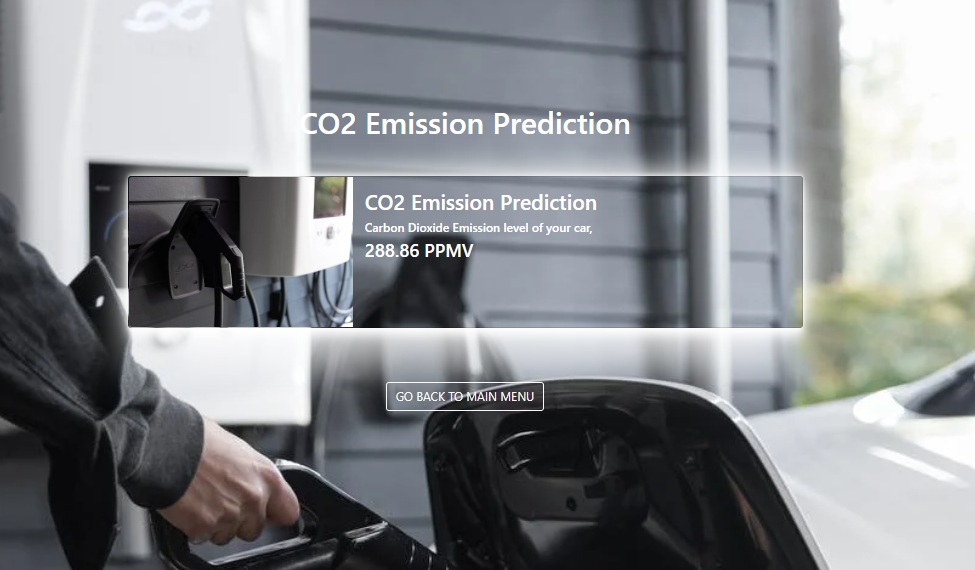 CO2 Emission Prediction
CO2 Emission Prediction
Carbon Dioxide Emission level of your car,
288.86 PPMV
GO BACK TO MAIN MENU